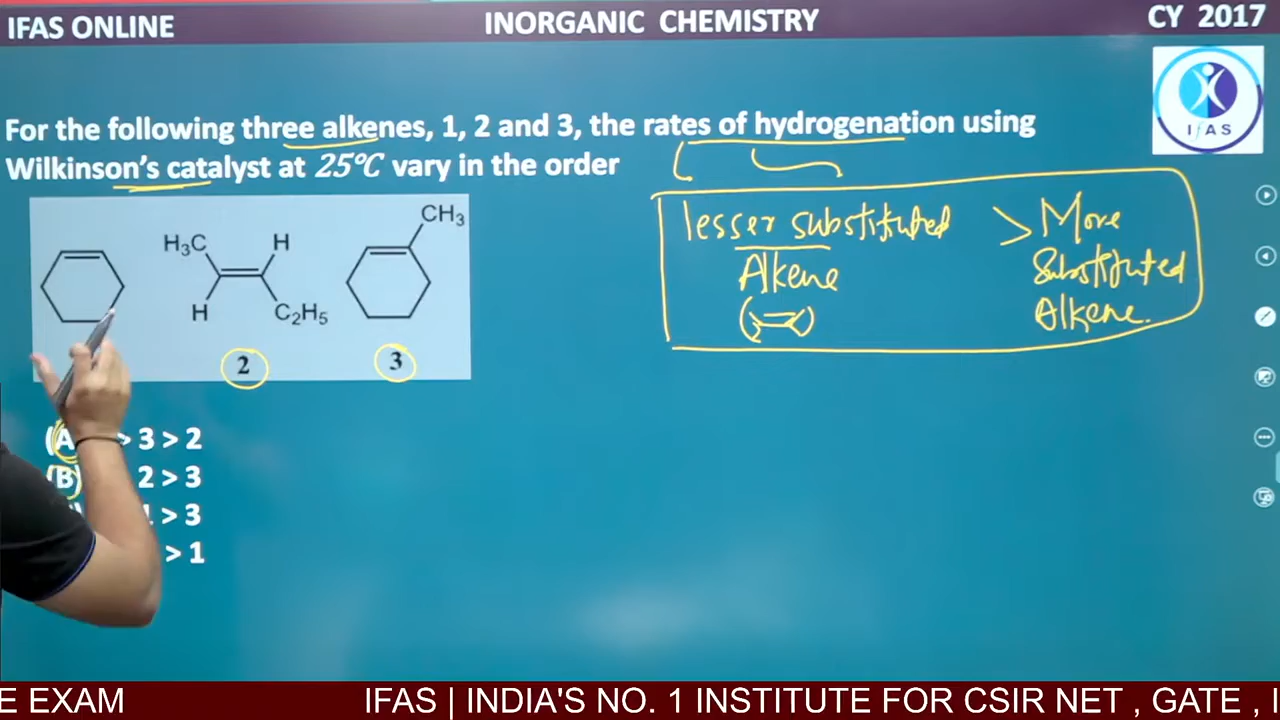 IFAS ONLINE
INORGANIC CHEMISTRY
CY 2017
IFAS
For the following three alkenes, 1, 2 and 3, the rates of hydrogenation using
Wilkinson's catalyst at 25°C vary in the order
CH₃
H₃C H
H C₂H₅
2 3
lesser substituted > More
Alkene Substituted
Alkene.
(A) > 3 > 2
(B) 2 > 3
> 3
> 1
E EXAM IFAS | INDIA'S NO. 1 INSTITUTE FOR CSIR NET , GATE ,